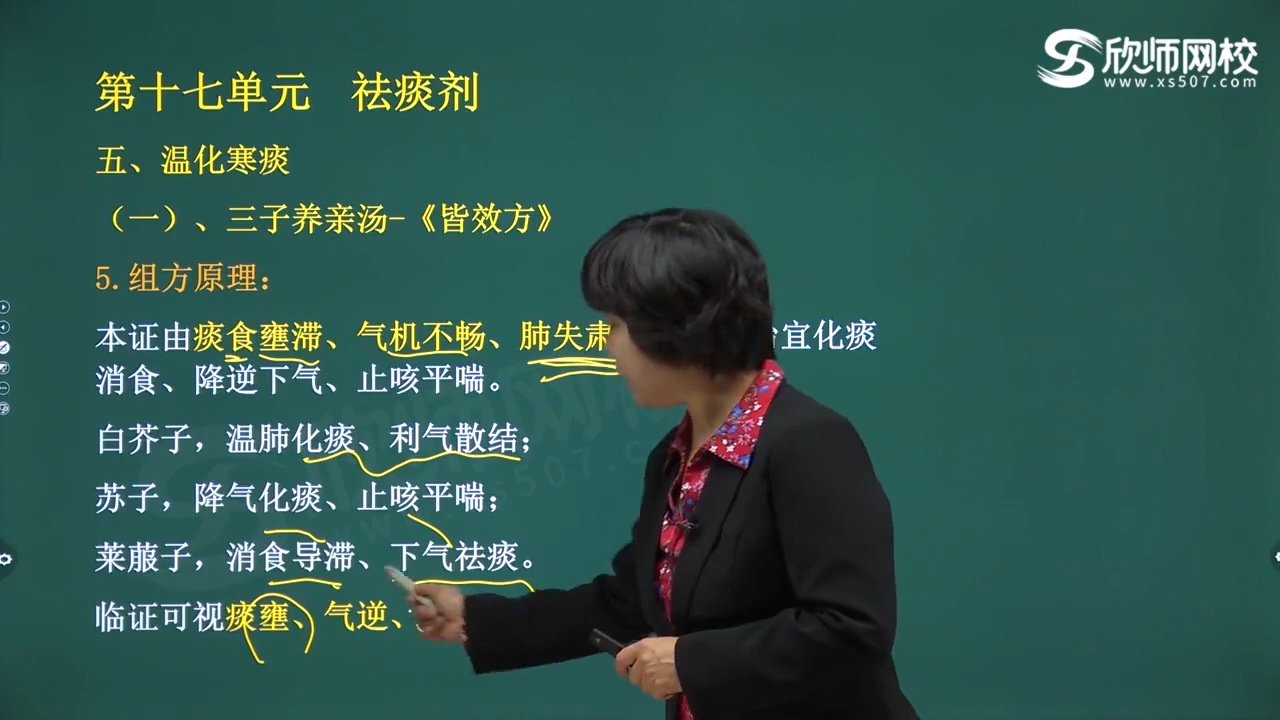 欣师网校
www.xs507.com
第十七单元 祛痰剂
五、温化寒痰
（一）、三子养亲汤-《皆效方》
5.组方原理：
本证由痰食壅滞、气机不畅、肺失肃 宜化痰
消食、降逆下气、止咳平喘。
白芥子，温肺化痰、利气散结；
苏子，降气化痰、止咳平喘；
莱菔子，消食导滞、下气祛痰。
临证可视痰壅、气逆、